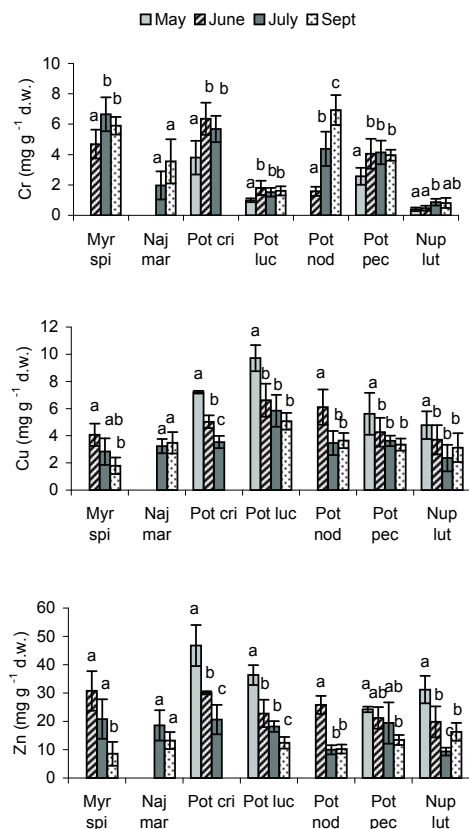 May June July Sept
Cr (mg g -1 d.w.)
10
8
6
4
2
0
a b b
a a
a b b
a b b b
a b c
a b b b
a a b ab
Myr spi
Naj mar
Pot cri
Pot luc
Pot nod
Pot pec
Nup lut
Cu (mg g -1 d.w.)
12
10
8
6
4
2
0
a ab b
a a
a b c
a b b b
a b b
a b b b
a b b b
Myr spi
Naj mar
Pot cri
Pot luc
Pot nod
Pot pec
Nup lut
Zn (mg g -1 d.w.)
60
50
40
30
20
10
0
a a b
a a
a b c
a b b c
a b b
a ab ab b
a b c b
Myr spi
Naj mar
Pot cri
Pot luc
Pot nod
Pot pec
Nup lut